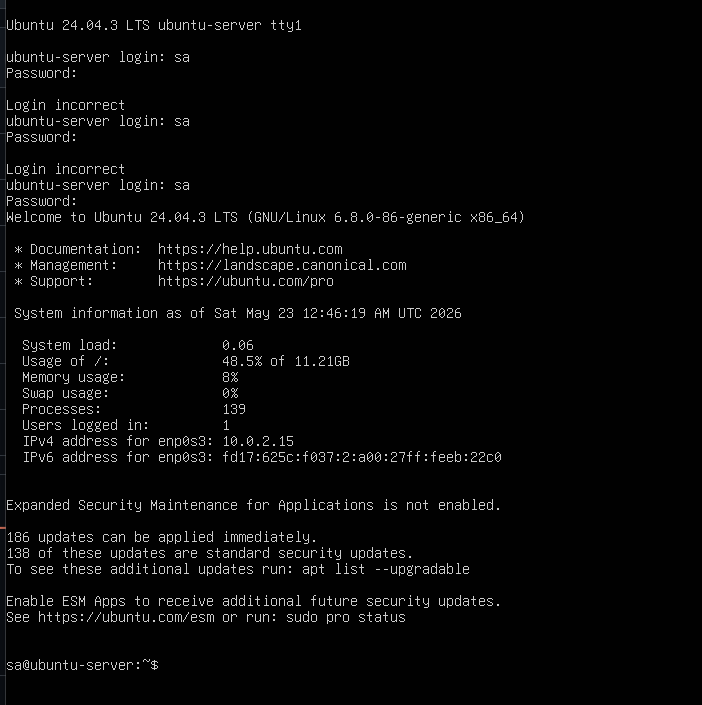 Ubuntu 24.04.3 LTS ubuntu-server tty1
ubuntu-server login: sa
Password:
Login incorrect
ubuntu-server login: sa
Password:
Login incorrect
ubuntu-server login: sa
Password:
Welcome to Ubuntu 24.04.3 LTS (GNU/Linux 6.8.0-86-generic x86_64)
* Documentation:  https://help.ubuntu.com
* Management:     https://landscape.canonical.com
* Support:        https://ubuntu.com/pro
System information as of Sat May 23 12:46:19 AM UTC 2026
System load:             0.06
Usage of /:              48.5% of 11.21GB
Memory usage:            8%
Swap usage:              0%
Processes:               139
Users logged in:         1
IPv4 address for enp0s3: 10.0.2.15
IPv6 address for enp0s3: fd17:625c:f037:2:a00:27ff:feeb:22c0
Expanded Security Maintenance for Applications is not enabled.
186 updates can be applied immediately.
138 of these updates are standard security updates.
To see these additional updates run: apt list --upgradable
Enable ESM Apps to receive additional future security updates.
See https://ubuntu.com/esm or run: sudo pro status
sa@ubuntu-server:~$